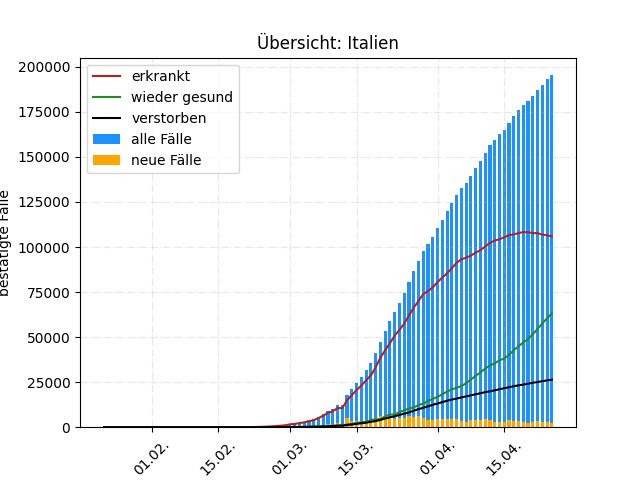 Übersicht: Italien
erkrankt
wieder gesund
verstorben
alle Fälle
neue Fälle
bestätigte Fälle
200000
175000
150000
125000
100000
75000
50000
25000
0
01.02.
15.02.
01.03.
15.03.
01.04.
15.04.